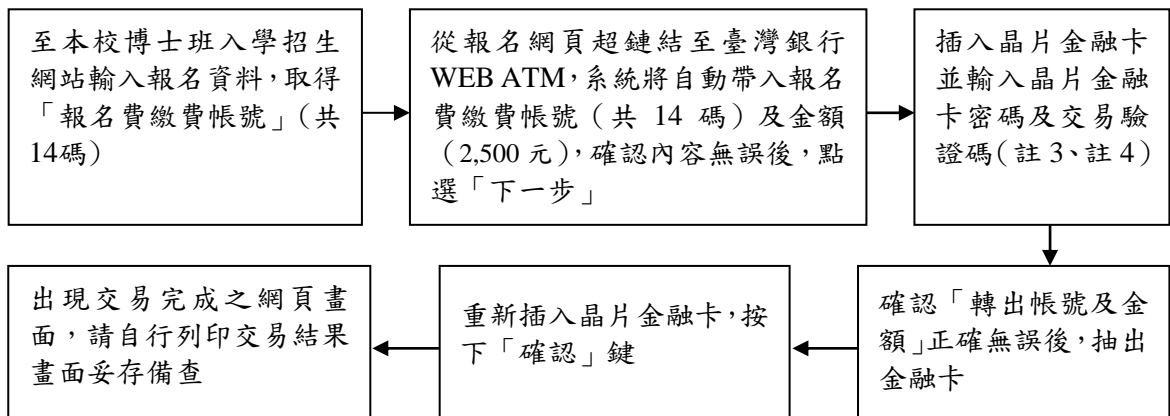 至本校博士班入學招生
網站輸入報名資料，取得
「報名費繳費帳號」（共
14碼）
從報名網頁超鏈結至臺灣銀行
WEB ATM，系統將自動帶入報名
費繳費帳號（共 14 碼）及金額
（2,500 元），確認內容無誤後，點
選「下一步」
插入晶片金融卡
並輸入晶片金融
卡密碼及交易驗
證碼（註 3、註 4）
確認「轉出帳號及金
額」正確無誤後，抽出
金融卡
重新插入晶片金融卡，按
下「確認」鍵
出現交易完成之網頁畫
面，請自行列印交易結果
畫面妥存備查